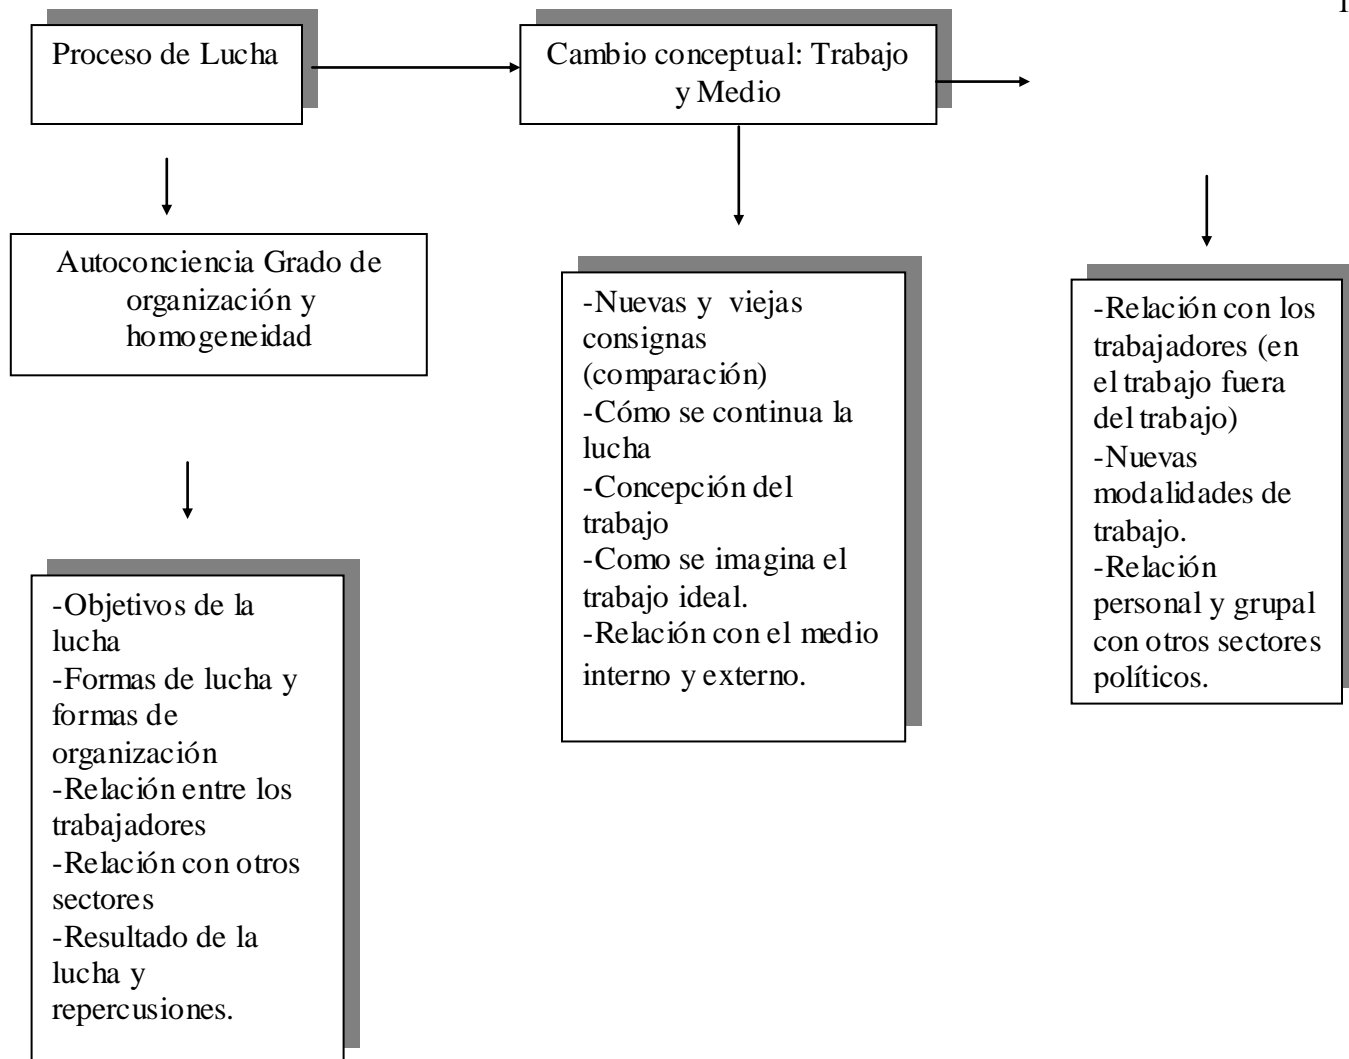 Proceso de Lucha
Cambio conceptual: Trabajo
y Medio
Autoconciencia Grado de
organización y
homogeneidad
-Objetivos de la
lucha
-Formas de lucha y
formas de
organización
-Relación entre los
trabajadores
-Relación con otros
sectores
-Resultado de la
lucha y
repercusiones.
-Nuevas y viejas
consignas
(comparación)
-Cómo se continua la
lucha
-Concepción del
trabajo
-Como se imagina el
trabajo ideal.
-Relación con el medio
interno y externo.
-Relación con los
trabajadores (en
el trabajo fuera
del trabajo)
-Nuevas
modalidades de
trabajo.
-Relación
personal y grupal
con otros sectores
políticos.